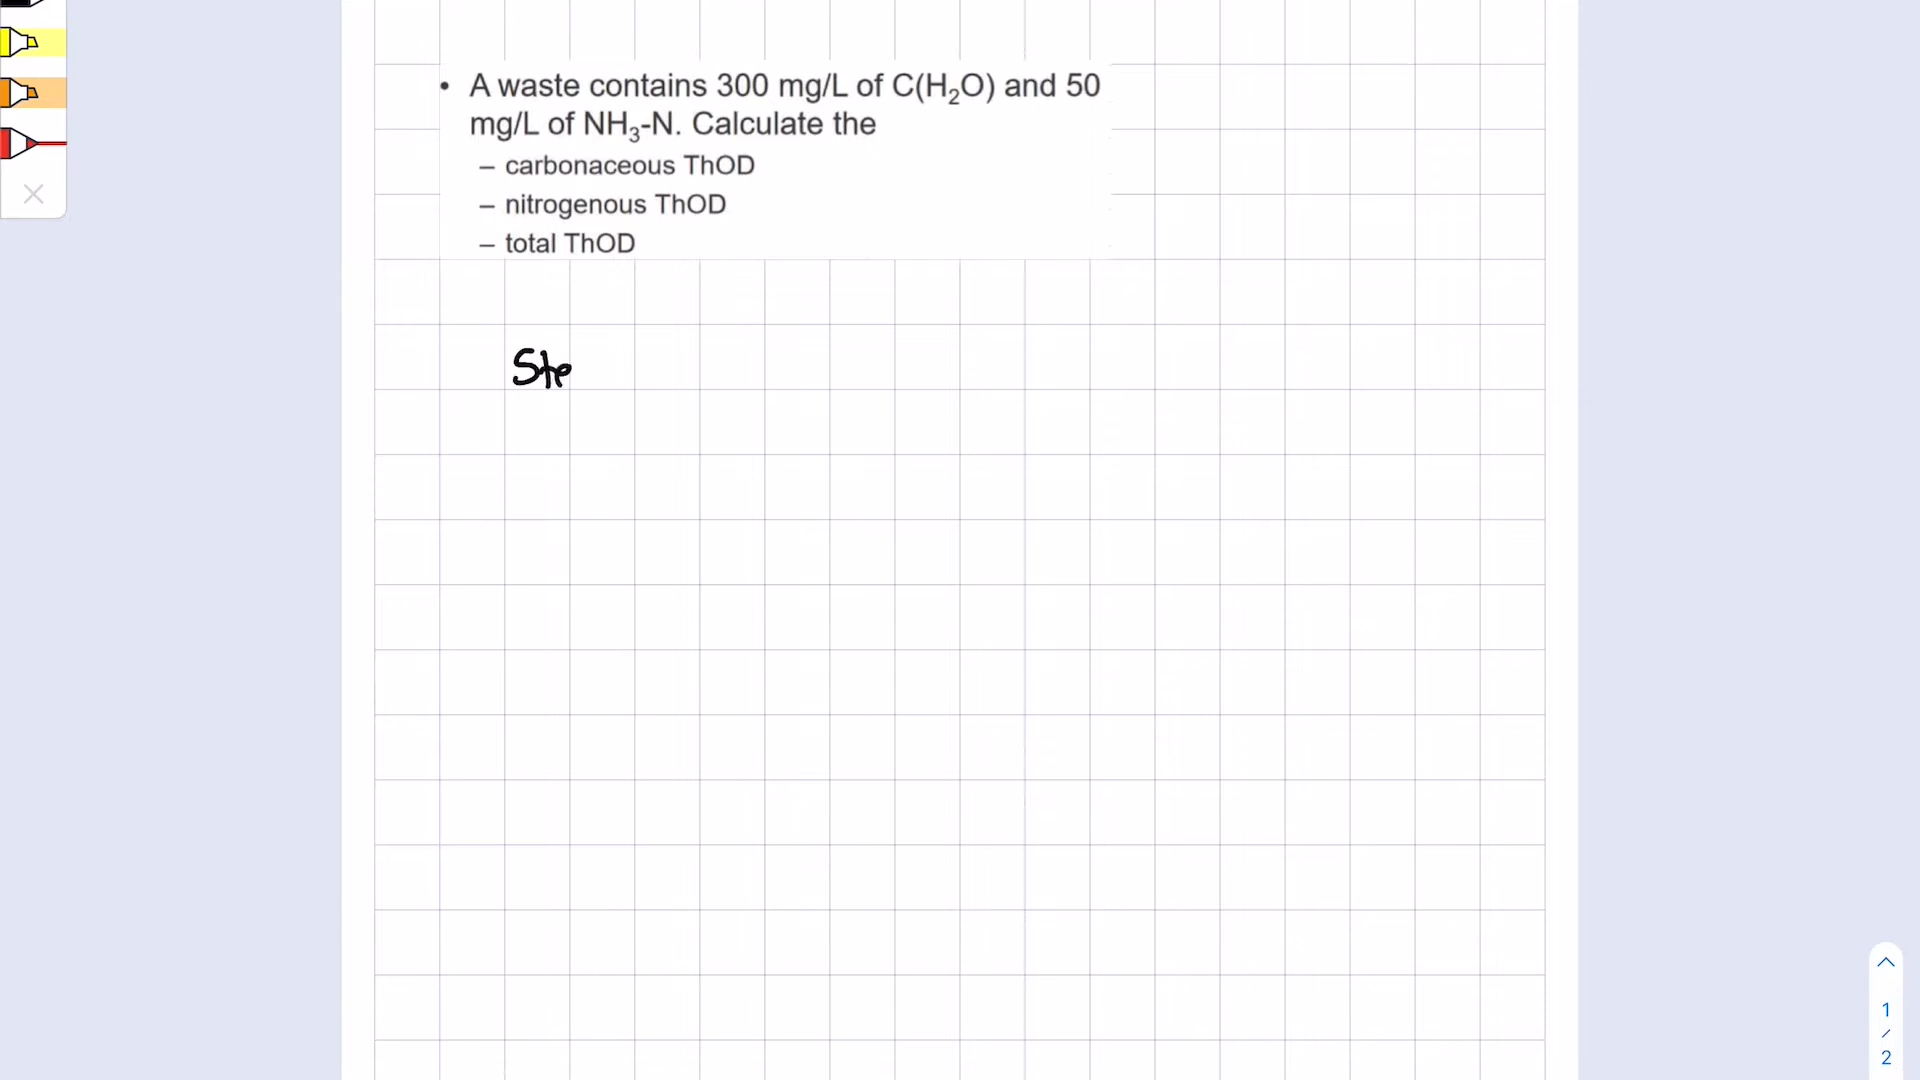 • A waste contains 300 mg/L of C(H₂O) and 50
mg/L of NH₃-N. Calculate the
– carbonaceous ThOD
– nitrogenous ThOD
– total ThOD
Ste
1
/
2